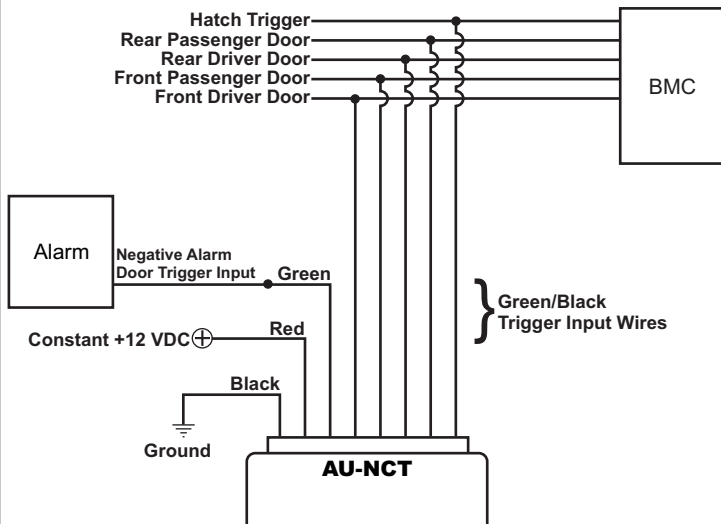 Hatch Trigger
Rear Passenger Door
Rear Driver Door
Front Passenger Door
Front Driver Door
BMC
Alarm
Negative Alarm
Door Trigger Input
Green
Constant +12 VDC
Red
Black
Ground
Green/Black
Trigger Input Wires
AU-NCT